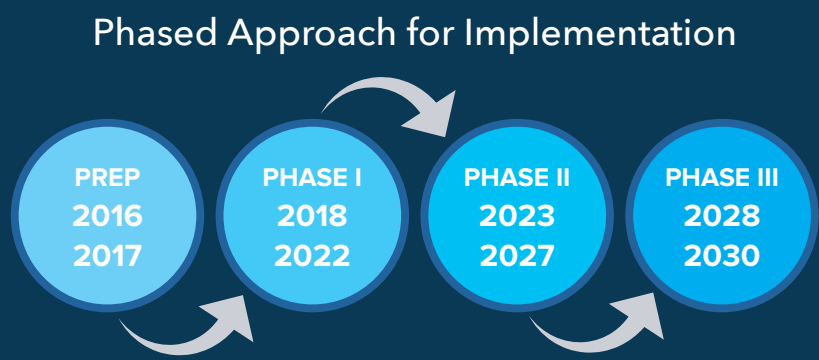 Phased Approach for Implementation
PREP
2016
2017
PHASE I
2018
2022
PHASE II
2023
2027
PHASE III
2028
2030